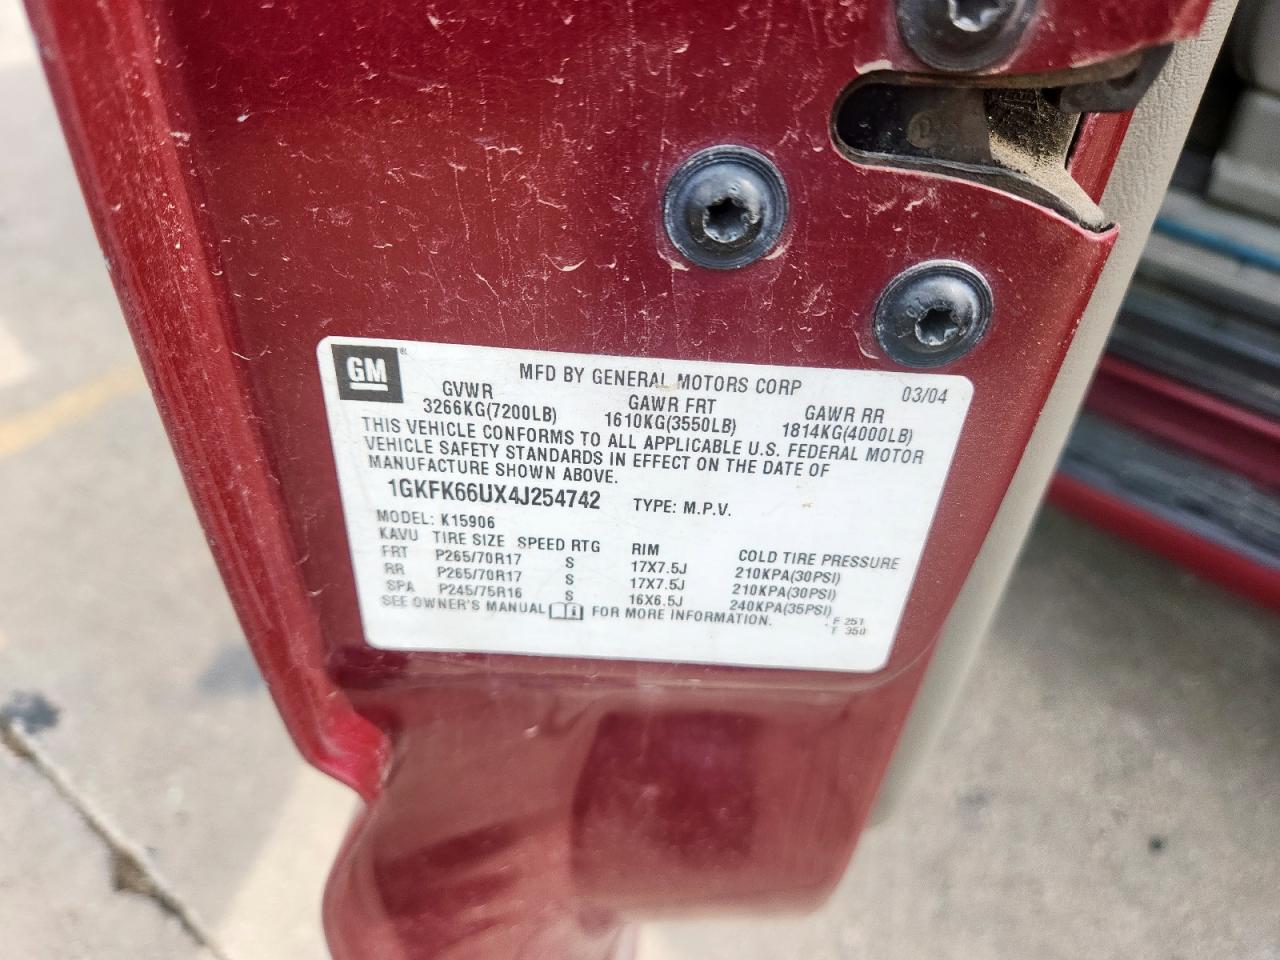 GM®
MFD BY GENERAL MOTORS CORP 03/04
GVWR GAWR FRT GAWR RR
3266KG(7200LB) 1610KG(3550LB) 1814KG(4000LB)
THIS VEHICLE CONFORMS TO ALL APPLICABLE U.S. FEDERAL MOTOR
VEHICLE SAFETY STANDARDS IN EFFECT ON THE DATE OF
MANUFACTURE SHOWN ABOVE.
1GKFK66UX4J254742 TYPE: M.P.V.
MODEL: K15906
KAVU TIRE SIZE SPEED RTG RIM COLD TIRE PRESSURE
FRT P265/70R17 S 17X7.5J 210KPA(30PSI)
RR P265/70R17 S 17X7.5J 210KPA(30PSI)
SPA P245/75R16 S 16X6.5J 240KPA(35PSI)
SEE OWNER'S MANUAL FOR MORE INFORMATION.
F 251
T 350